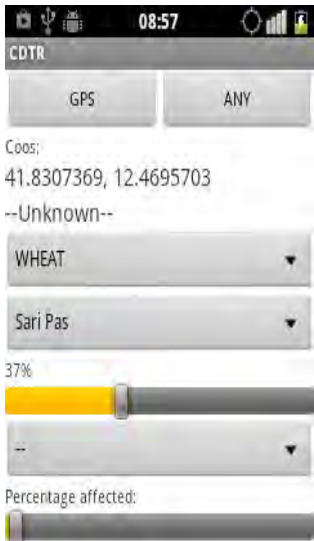 08:57
CDTR
GPS ANY
Coos:
41.8307369, 12.4695703
--Unknown--
WHEAT
Sari Pas
37%
--
Percentage affected: